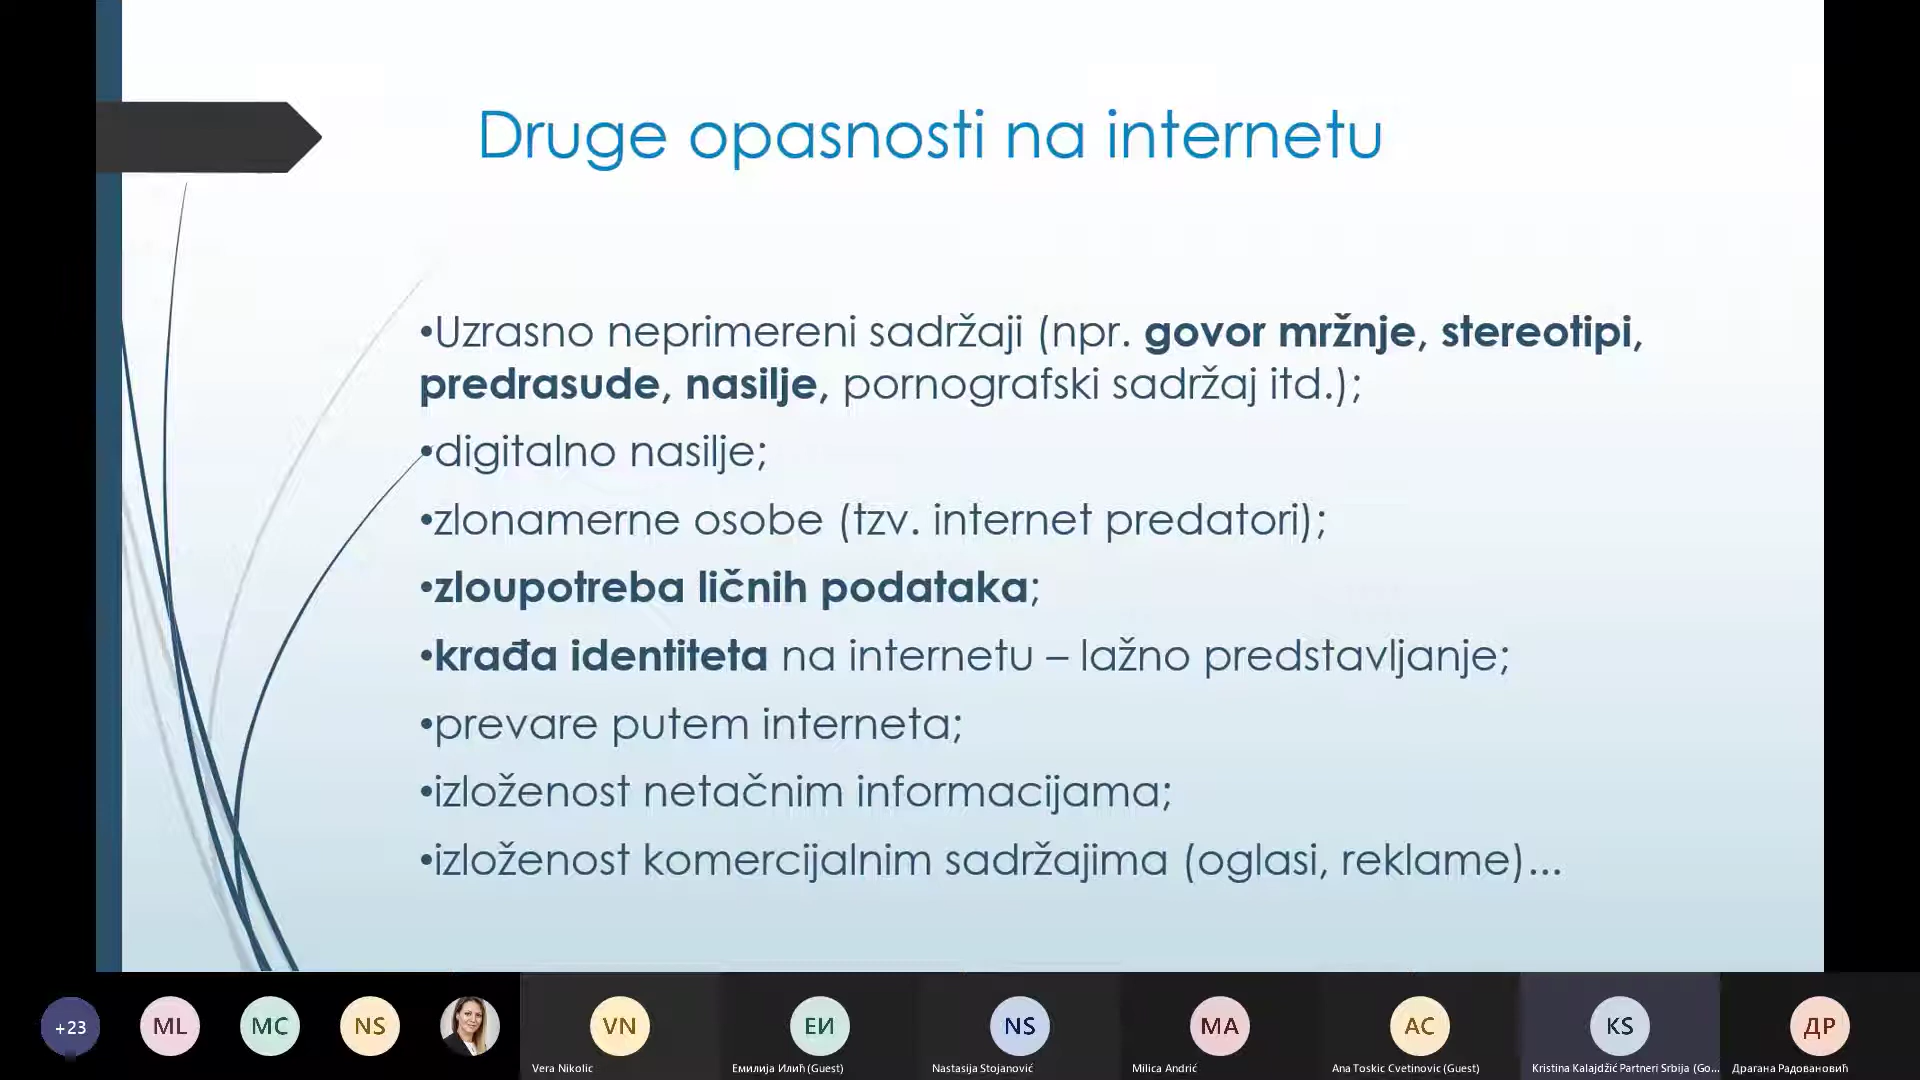 Druge opasnosti na internetu
•Uzrasno neprimereni sadržaji (npr. govor mržnje, stereotipi,
predrasude, nasilje, pornografski sadržaj itd.);
•digitalno nasilje;
•zlonamerne osobe (tzv. internet predatori);
•zloupotreba ličnih podataka;
•krađa identiteta na internetu – lažno predstavljanje;
•prevare putem interneta;
•izloženost netačnim informacijama;
•izloženost komercijalnim sadržajima (oglasi, reklame)...
+23 ML MC NS VN ЕИ NS MA AC KS ДР
Vera Nikolic Емилија Илић (Guest) Nastasija Stojanović Milica Andrić Ana Toskic Cvetinovic (Guest) Kristina Kalajdžić Partneri Srbija (Go... Драгана Радовановић